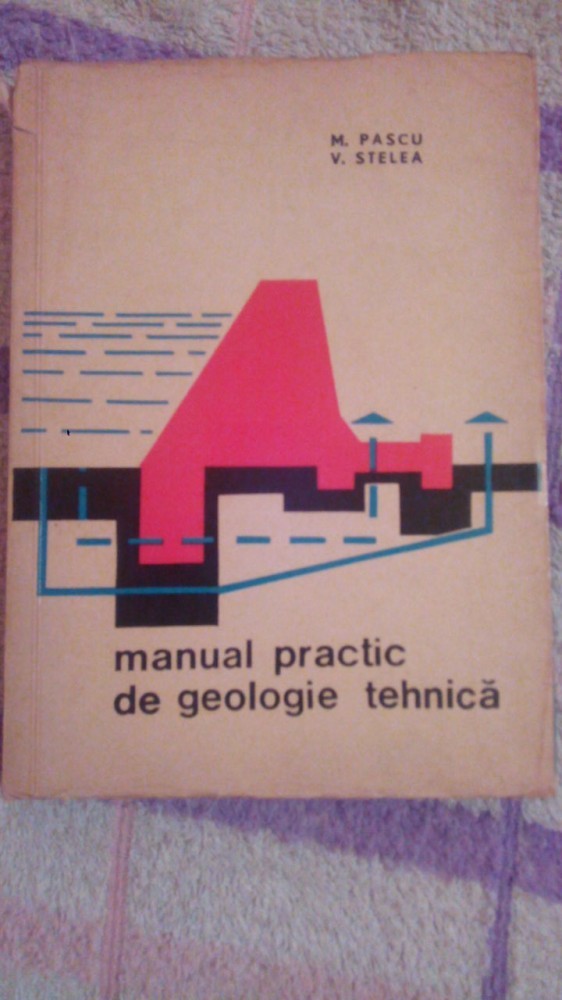 M. PASCU
V. STELEA
manual practic
de geologie tehnică